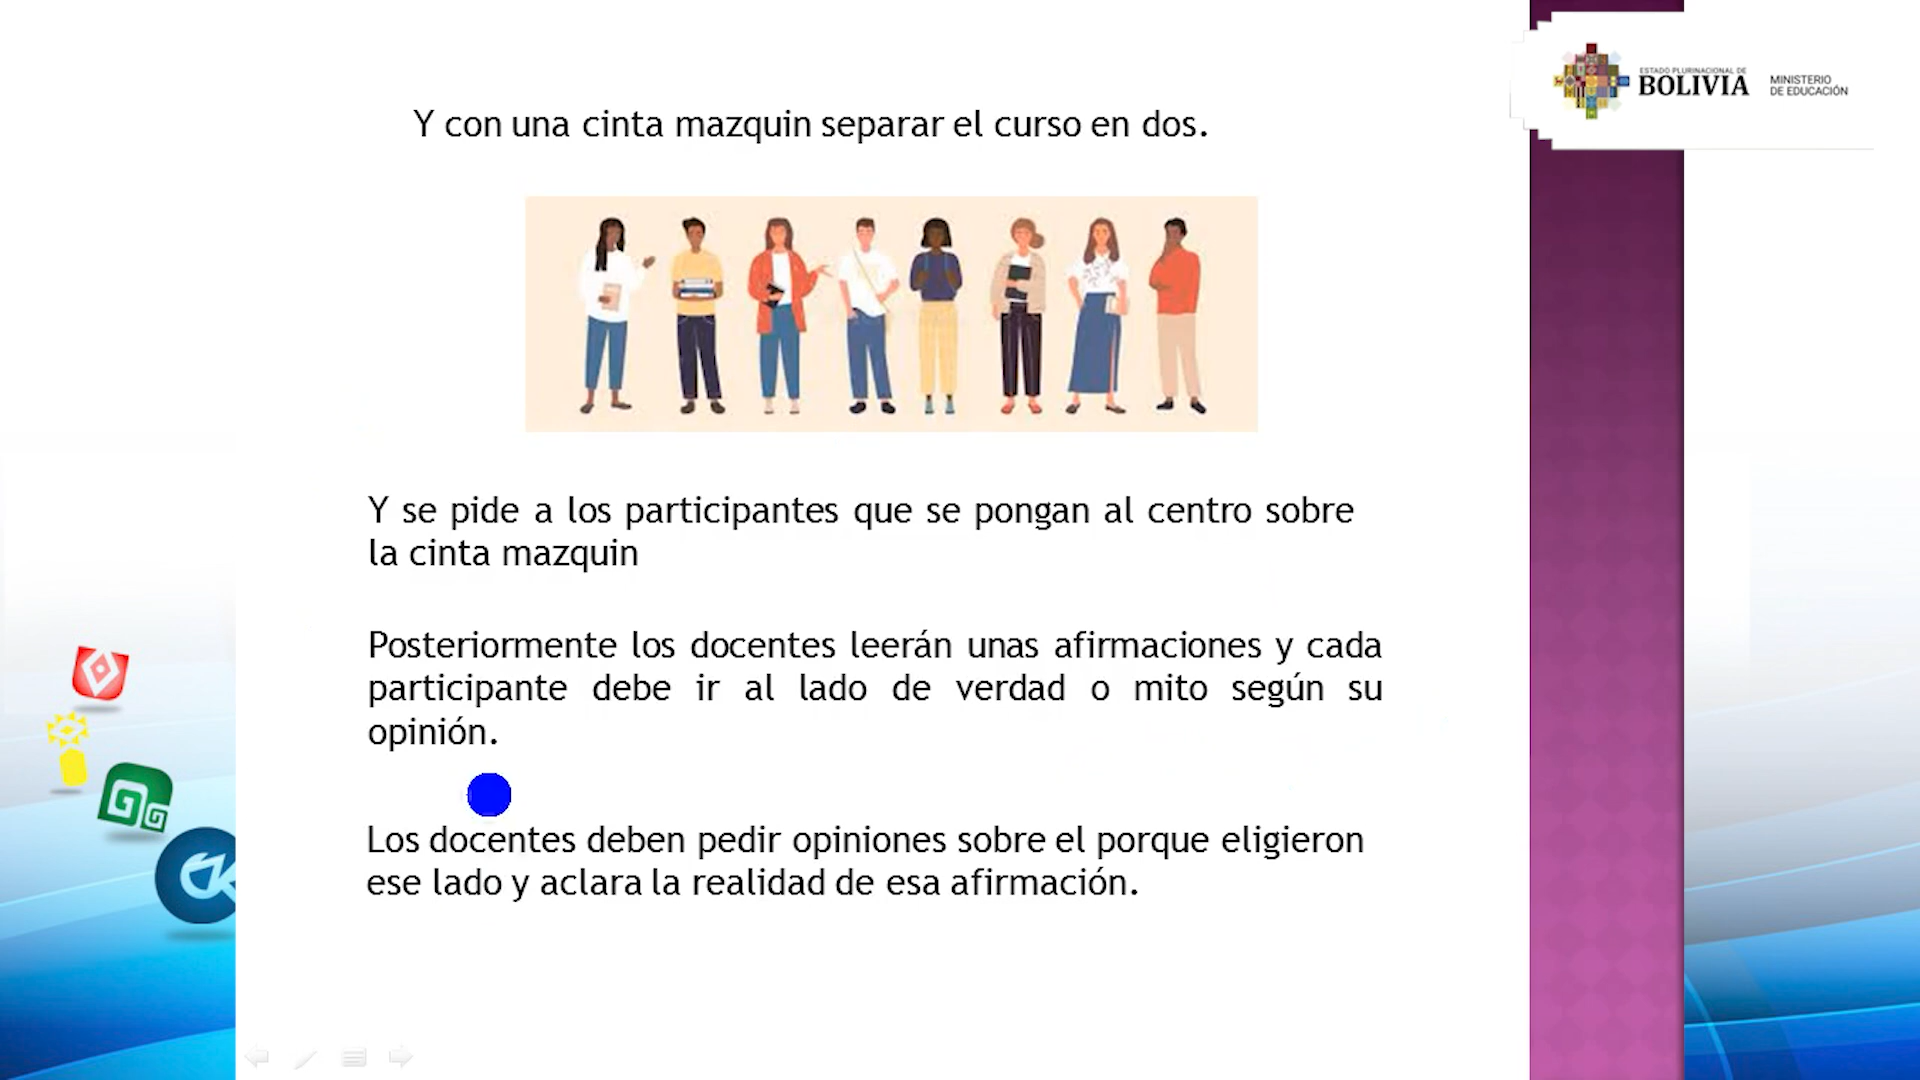 ESTADO PLURINACIONAL DE
BOLIVIA
MINISTERIO
DE EDUCACIÓN
Y con una cinta mazquin separar el curso en dos.
Y se pide a los participantes que se pongan al centro sobre
la cinta mazquin
Posteriormente los docentes leerán unas afirmaciones y cada
participante debe ir al lado de verdad o mito según su
opinión.
Los docentes deben pedir opiniones sobre el porque eligieron
ese lado y aclara la realidad de esa afirmación.